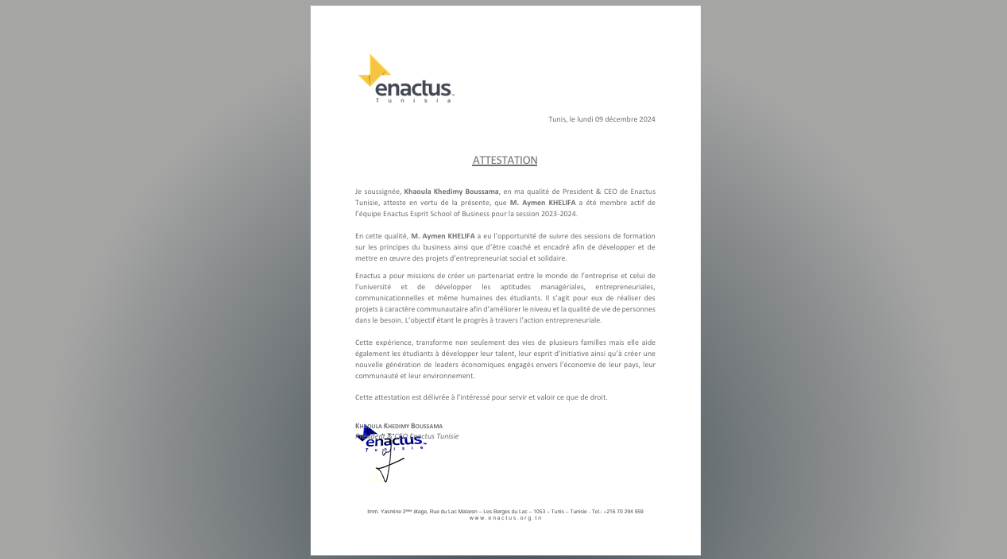 enactus
Tunisia
Tunis, le lundi 09 décembre 2024
ATTESTATION
Je soussignée, Khaoula Khedimy Boussama, en ma qualité de President & CEO de Enactus
Tunisie, atteste en vertu de la présente, que M. Aymen KHELIFA a été membre actif de
l'équipe Enactus Esprit School of Business pour la session 2023-2024.
En cette qualité, M. Aymen KHELIFA a eu l'opportunité de suivre des sessions de formation
sur les principes du business ainsi que d'être coaché et encadré afin de développer et de
mettre en œuvre des projets d'entrepreneuriat social et solidaire.
Enactus a pour missions de créer un partenariat entre le monde de l'entreprise et celui de
l'université et de développer les aptitudes managériales, entrepreneuriales,
communicationnelles et même humaines des étudiants. Il s'agit pour eux de réaliser des
projets à caractère communautaire afin d'améliorer le niveau et la qualité de vie de personnes
dans le besoin. L'objectif étant le progrès à travers l'action entrepreneuriale.
Cette expérience, transforme non seulement des vies de plusieurs familles mais elle aide
également les étudiants à développer leur talent, leur esprit d'initiative ainsi qu'à créer une
nouvelle génération de leaders économiques engagés envers l'économie de leur pays, leur
communauté et leur environnement.
Cette attestation est délivrée à l'intéressé pour servir et valoir ce que de droit.
KHAOULA KHEDIMY BOUSSAMA
President & CEO Enactus Tunisie
enactus
Tunisia
Imm. Yasmine 2ème étage, Rue du Lac Malaren – Les Berges du Lac – 1053 – Tunis – Tunisie - Tel.: +216 70 294 593
www.enactus.org.tn